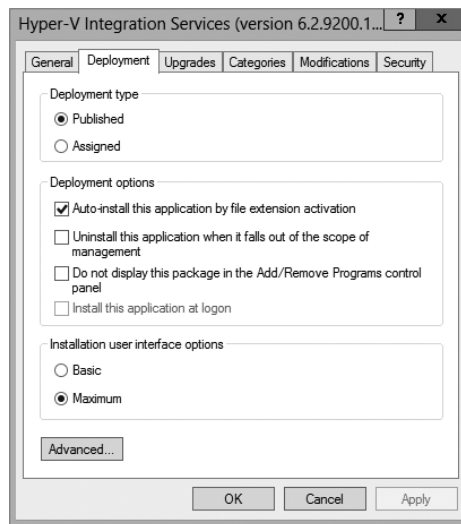 Hyper-V Integration Services (version 6.2.9200.1... ? x
General Deployment Upgrades Categories Modifications Security
Deployment type
Published
Assigned
Deployment options
Auto-install this application by file extension activation
Uninstall this application when it falls out of the scope of
management
Do not display this package in the Add/Remove Programs control
panel
Install this application at logon
Installation user interface options
Basic
Maximum
Advanced...
OK Cancel Apply